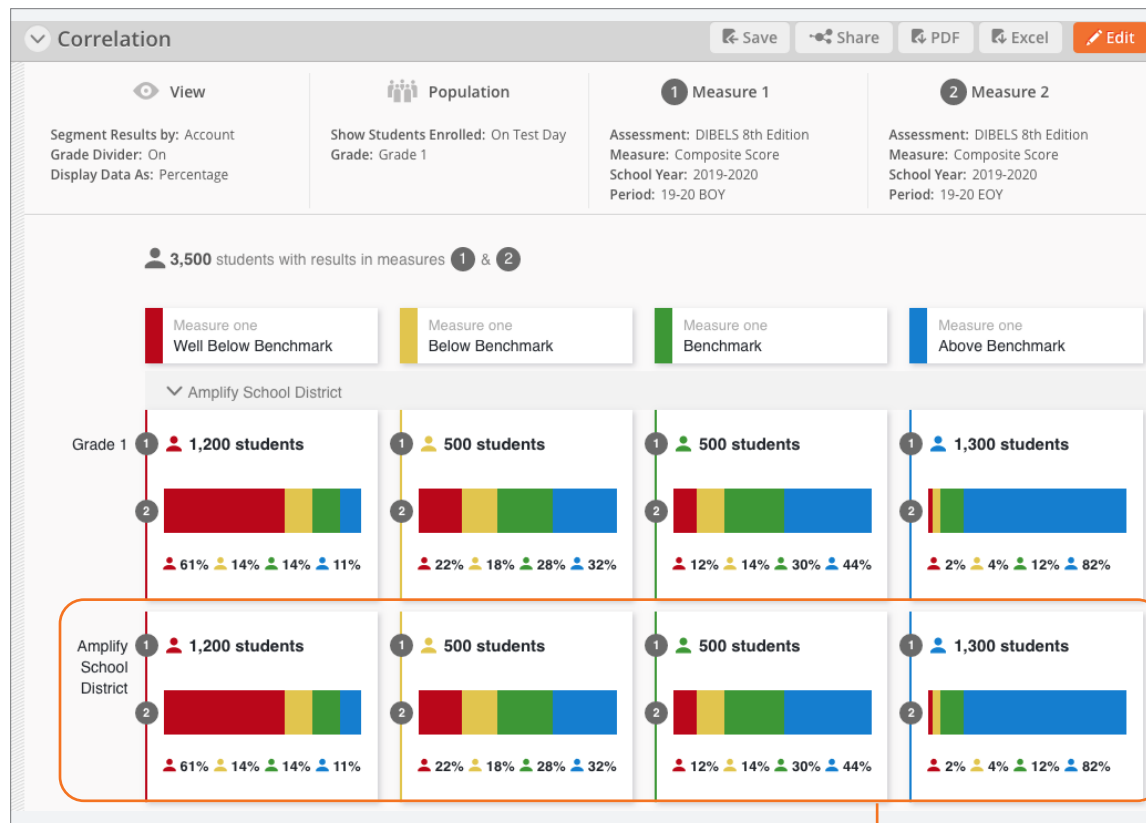 Correlation
Save
Share
PDF
Excel
Edit
View
Segment Results by: Account
Grade Divider: On
Display Data As: Percentage
Population
Show Students Enrolled: On Test Day
Grade: Grade 1
1 Measure 1
Assessment: DIBELS 8th Edition
Measure: Composite Score
School Year: 2019-2020
Period: 19-20 BOY
2 Measure 2
Assessment: DIBELS 8th Edition
Measure: Composite Score
School Year: 2019-2020
Period: 19-20 EOY
3,500 students with results in measures 1 & 2
Measure one
Well Below Benchmark
Measure one
Below Benchmark
Measure one
Benchmark
Measure one
Above Benchmark
Amplify School District
Grade 1
1 1,200 students
2
61% 14% 14% 11%
1 500 students
2
22% 18% 28% 32%
1 500 students
2
12% 14% 30% 44%
1 1,300 students
2
2% 4% 12% 82%
Amplify
School
District
1 1,200 students
2
61% 14% 14% 11%
1 500 students
2
22% 18% 28% 32%
1 500 students
2
12% 14% 30% 44%
1 1,300 students
2
2% 4% 12% 82%